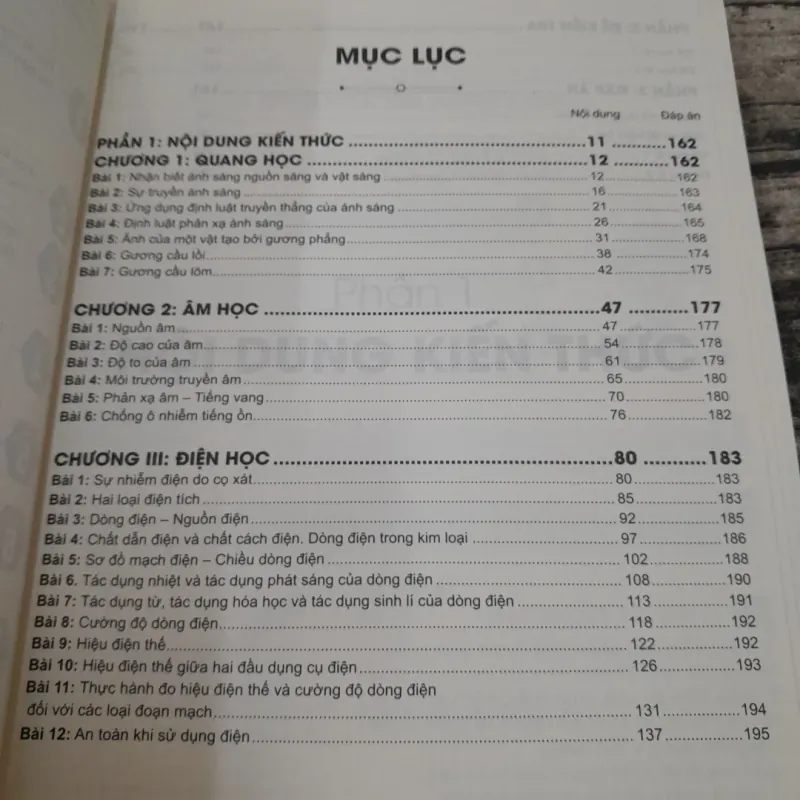 MỤC LỤC
Nội dung Đáp án
PHẦN 1: NỘI DUNG KIẾN THỨC 11 162
CHƯƠNG 1: QUANG HỌC 12 162
Bài 1: Nhận biết ánh sáng nguồn sáng và vật sáng 12 162
Bài 2: Sự truyền ánh sáng 16 163
Bài 3: Ứng dụng định luật truyền thẳng của ánh sáng 21 164
Bài 4: Định luật phản xạ ánh sáng 26 165
Bài 5: Ảnh của một vật tạo bởi gương phẳng 31 168
Bài 6: Gương cầu lồi 38 174
Bài 7: Gương cầu lõm 42 175
CHƯƠNG 2: ÂM HỌC 47 177
Bài 1: Nguồn âm 47 177
Bài 2: Độ cao của âm 54 178
Bài 3: Độ to của âm 61 179
Bài 4: Môi trường truyền âm 65 180
Bài 5: Phản xạ âm – Tiếng vang 70 180
Bài 6: Chống ô nhiễm tiếng ồn 76 182
CHƯƠNG III: ĐIỆN HỌC 80 183
Bài 1: Sự nhiễm điện do cọ xát 80 183
Bài 2: Hai loại điện tích 85 183
Bài 3: Dòng điện – Nguồn điện 92 185
Bài 4: Chất dẫn điện và chất cách điện. Dòng điện trong kim loại 97 186
Bài 5: Sơ đồ mạch điện – Chiều dòng điện 102 188
Bài 6. Tác dụng nhiệt và tác dụng phát sáng của dòng điện 108 190
Bài 7: Tác dụng từ, tác dụng hóa học và tác dụng sinh lí của dòng điện 113 191
Bài 8: Cường độ dòng điện 118 192
Bài 9: Hiệu điện thế 122 192
Bài 10: Hiệu điện thế giữa hai đầu dụng cụ điện 126 193
Bài 11: Thực hành đo hiệu điện thế và cường độ dòng điện
đối với các loại đoạn mạch 131 194
Bài 12: An toàn khi sử dụng điện 137 195